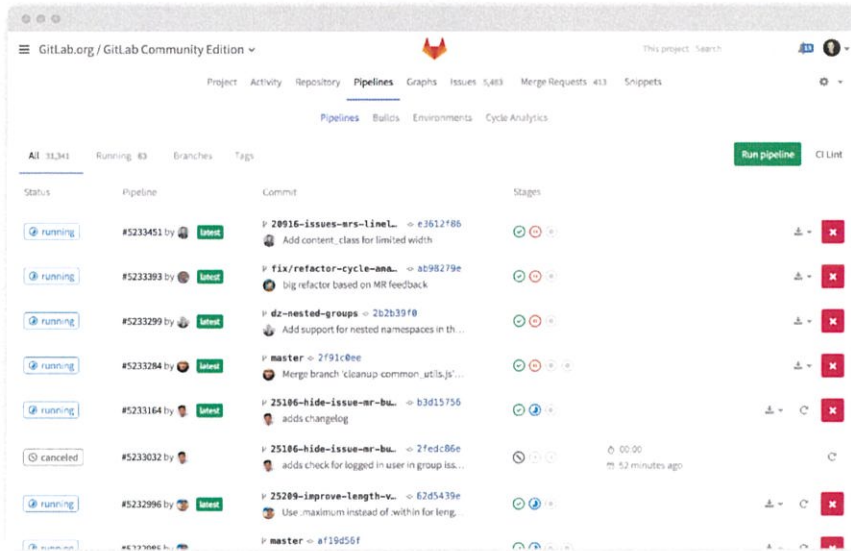 GitLab.org / GitLab Community Edition
This project Search
Project Activity Repository Pipelines Graphs Issues 5,483 Merge Requests 413 Snippets
Pipelines Builds Environments Cycle Analytics
All 31,341 Running 83 Branches Tags Run pipeline CI Lint
Status Pipeline Commit Stages
running #5233451 by latest 20916-issues-mrs-linel… e3612f86
Add content_class for limited width
running #5233393 by latest fix/refactor-cycle-ana… ab98279e
big refactor based on MR feedback
running #5233299 by latest dz-nested-groups 2b2b39f0
Add support for nested namespaces in th…
running #5233284 by latest master 2f91c0ee
Merge branch 'cleanup-common_utils.js'…
running #5233164 by latest 25106-hide-issue-mr-bu… b3d15756
adds changelog
canceled #5233032 by 25106-hide-issue-mr-bu… 2fedc86e 00:00
adds check for logged in user in group iss… 52 minutes ago
running #5232996 by latest 25209-improve-length-v… 62d5439e
Use .maximum instead of :within for leng…
master af19d56f